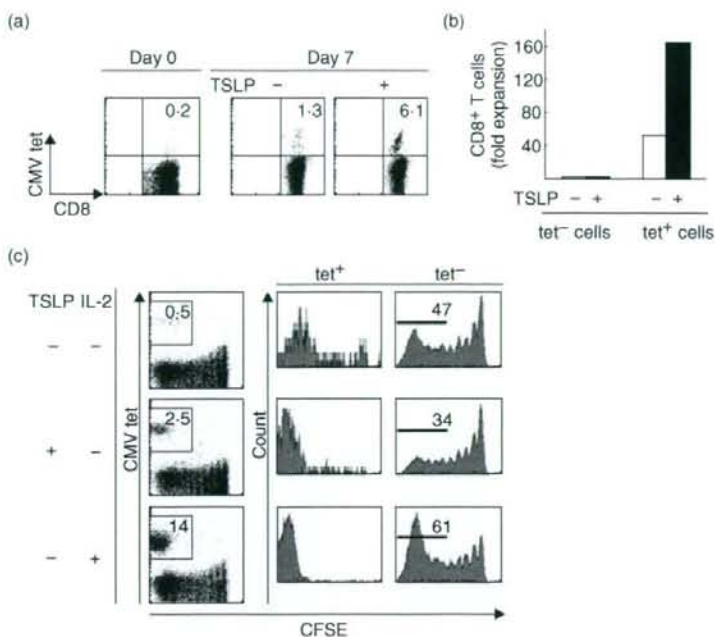 (a)
Day 0
Day 7
TSLP − +
0·2
1·3
6·1
CMV tet
CD8
(b)
CD8+ T cells
(fold expansion)
160
120
80
40
TSLP − + − +
tet− cells
tet+ cells
(c)
tet+
tet−
TSLP IL-2
CMV tet
Count
− −
0·5
47
+ −
2·5
34
− +
14
61
CFSE